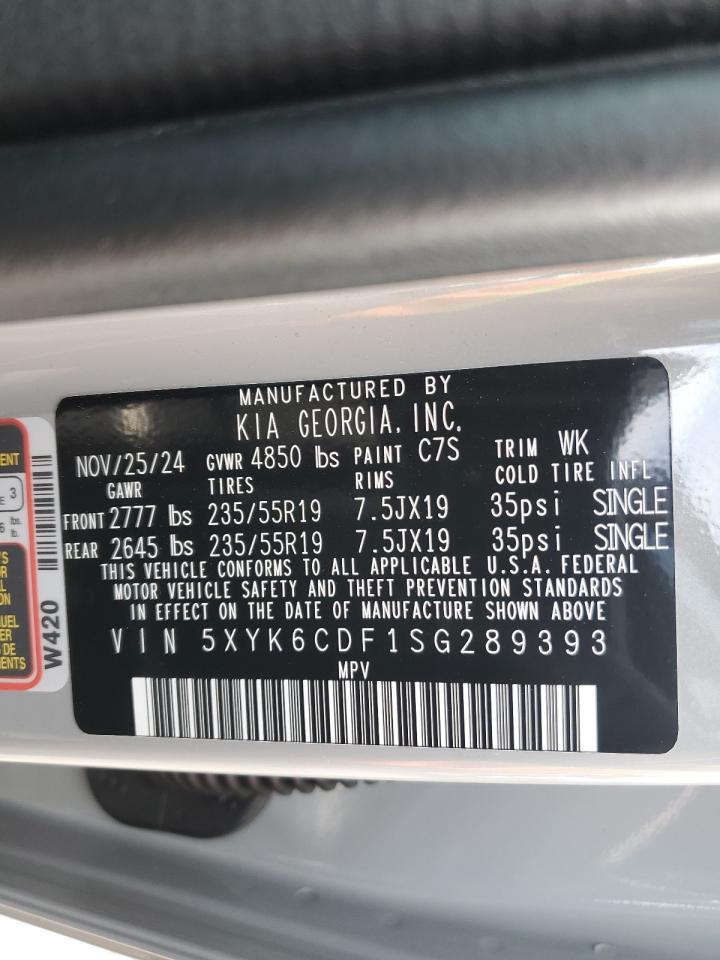 MANUFACTURED BY
KIA GEORGIA, INC.
NOV/25/24 GVWR 4850 lbs PAINT C7S TRIM WK
GAWR TIRES RIMS COLD TIRE INFL
FRONT 2777 lbs 235/55R19 7.5JX19 35psi SINGLE
REAR 2645 lbs 235/55R19 7.5JX19 35psi SINGLE
THIS VEHICLE CONFORMS TO ALL APPLICABLE U.S.A. FEDERAL
MOTOR VEHICLE SAFETY AND THEFT PREVENTION STANDARDS
IN EFFECT ON THE DATE OF MANUFACTURE SHOWN ABOVE
VIN 5XYK6CDF1SG289393
MPV
W420
3
lbs.
lb.